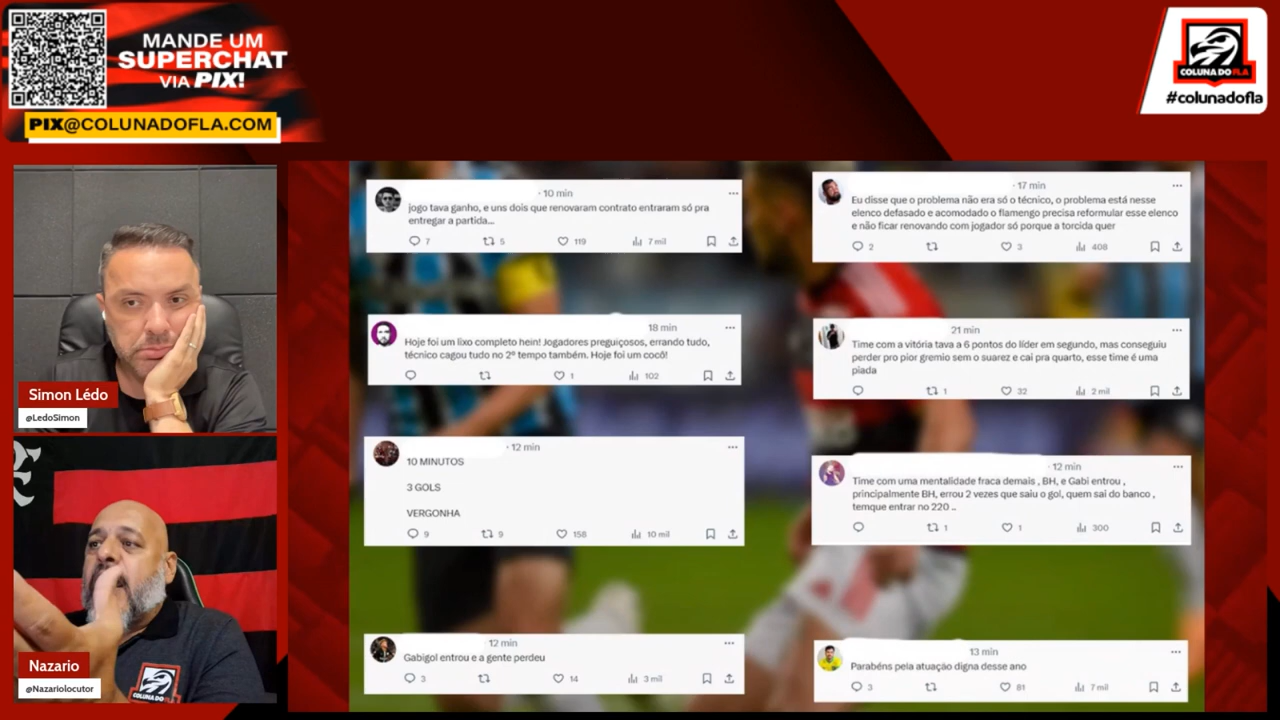 MANDE UM
SUPERCHAT
VIA PIX!
PIX@COLUNADOFLA.COM
COLUNA DO FLA
#colunadofla
Simon Lédo
@LedoSimon
Nazario
@Nazariolocutor
COLUNA DO FLA
· 10 min
jogo tava ganho, e uns dois que renovaram contrato entraram só pra
entregar a partida...
7 5 119 7 mil
18 min
Hoje foi um lixo completo hein! Jogadores preguiçosos, errando tudo,
técnico cagou tudo no 2º tempo também. Hoje foi um cocô!
1 102
· 12 min
10 MINUTOS
3 GOLS
VERGONHA
9 9 158 10 mil
12 min
Gabigol entrou e a gente perdeu
3 14 3 mil
· 17 min
Eu disse que o problema não era só o técnico, o problema está nesse
elenco defasado e acomodado o flamengo precisa reformular esse elenco
e não ficar renovando com jogador só porque a torcida quer
2 3 408
21 min
Time com a vitória tava a 6 pontos do líder em segundo, mas conseguiu
perder pro pior gremio sem o suarez e cai pra quarto, esse time é uma
piada
1 32 2 mil
· 12 min
Time com uma mentalidade fraca demais , BH, e Gabi entrou ,
principalmente BH, errou 2 vezes que saiu o gol, quem sai do banco ,
temque entrar no 220 ..
1 1 300
13 min
Parabéns pela atuação digna desse ano
3 81 7 mil